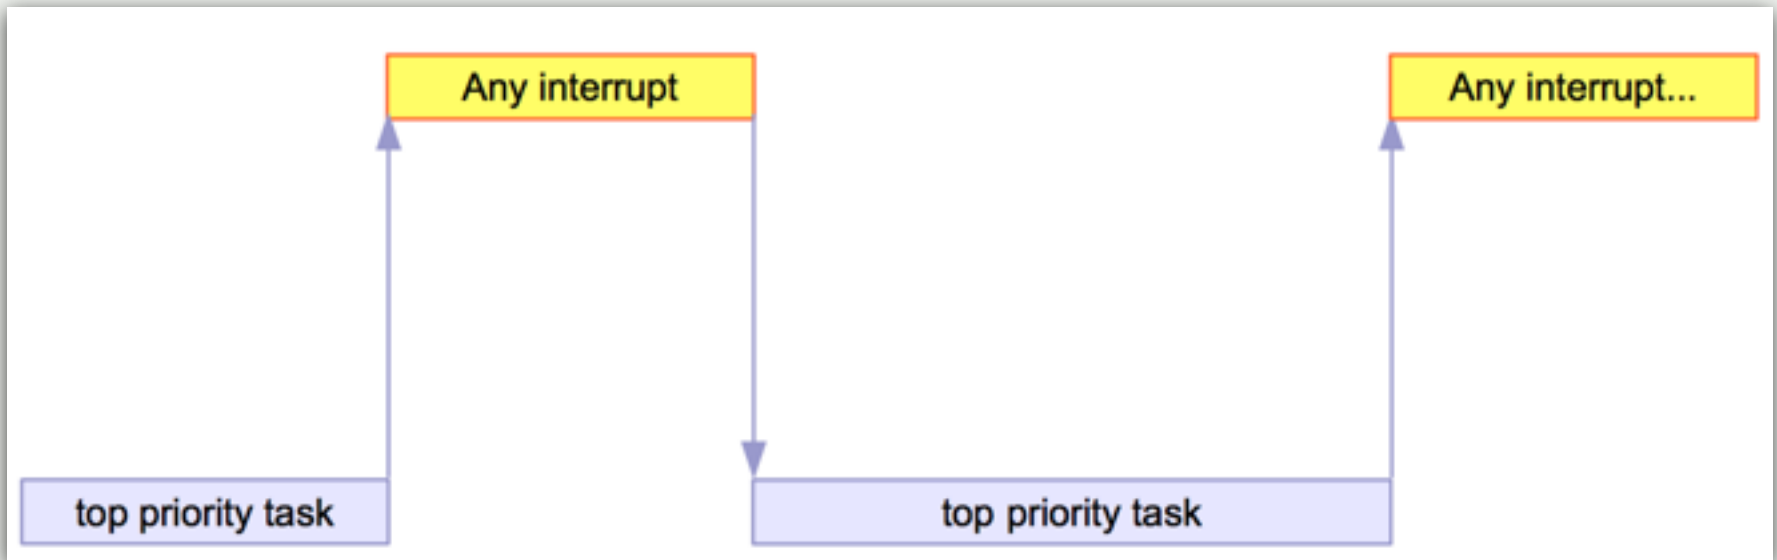 Any interrupt
Any interrupt...
top priority task
top priority task